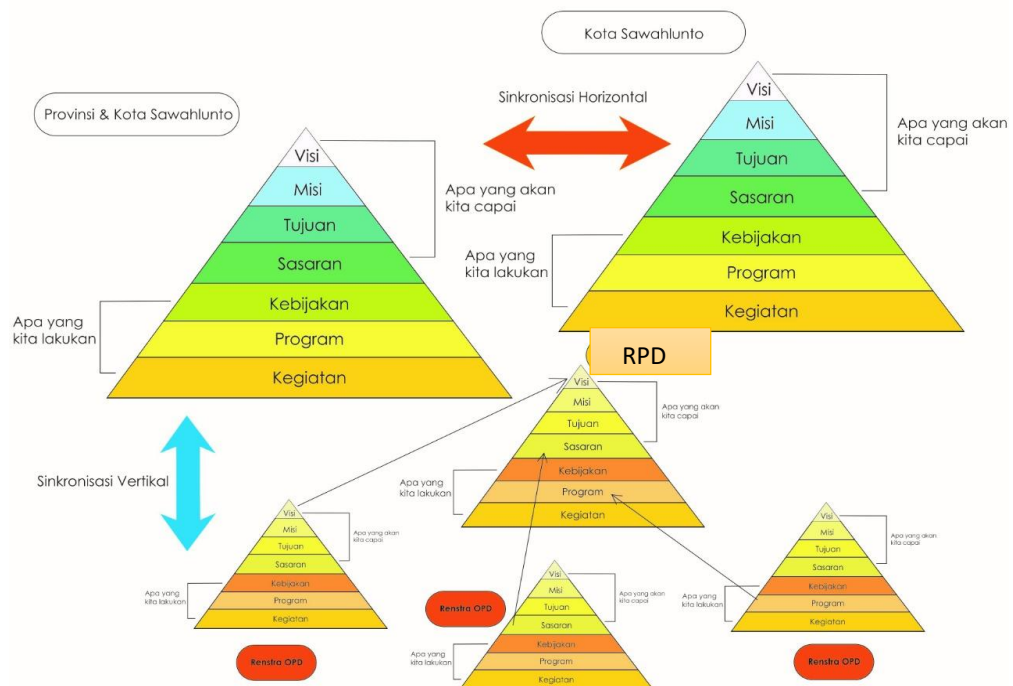 Kota Sawahlunto
Provinsi & Kota Sawahlunto
Sinkronisasi Horizontal
Visi
Misi
Tujuan
Sasaran
Kebijakan
Program
Kegiatan
Apa yang akan
kita capai
Apa yang
kita lakukan
Visi
Misi
Tujuan
Sasaran
Kebijakan
Program
Kegiatan
Apa yang akan
kita capai
Apa yang
kita lakukan
RPD
Visi
Misi
Tujuan
Sasaran
Kebijakan
Program
Kegiatan
Apa yang akan
kita capai
Apa yang
kita lakukan
Sinkronisasi Vertikal
Visi
Misi
Tujuan
Sasaran
Kebijakan
Program
Kegiatan
Apa yang akan
kita capai
Apa yang
kita lakukan
Renstra OPD
Visi
Misi
Tujuan
Sasaran
Kebijakan
Program
Kegiatan
Apa yang akan
kita capai
Apa yang
kita lakukan
Renstra OPD
Visi
Misi
Tujuan
Sasaran
Kebijakan
Program
Kegiatan
Apa yang akan
kita capai
Apa yang
kita lakukan
Renstra OPD